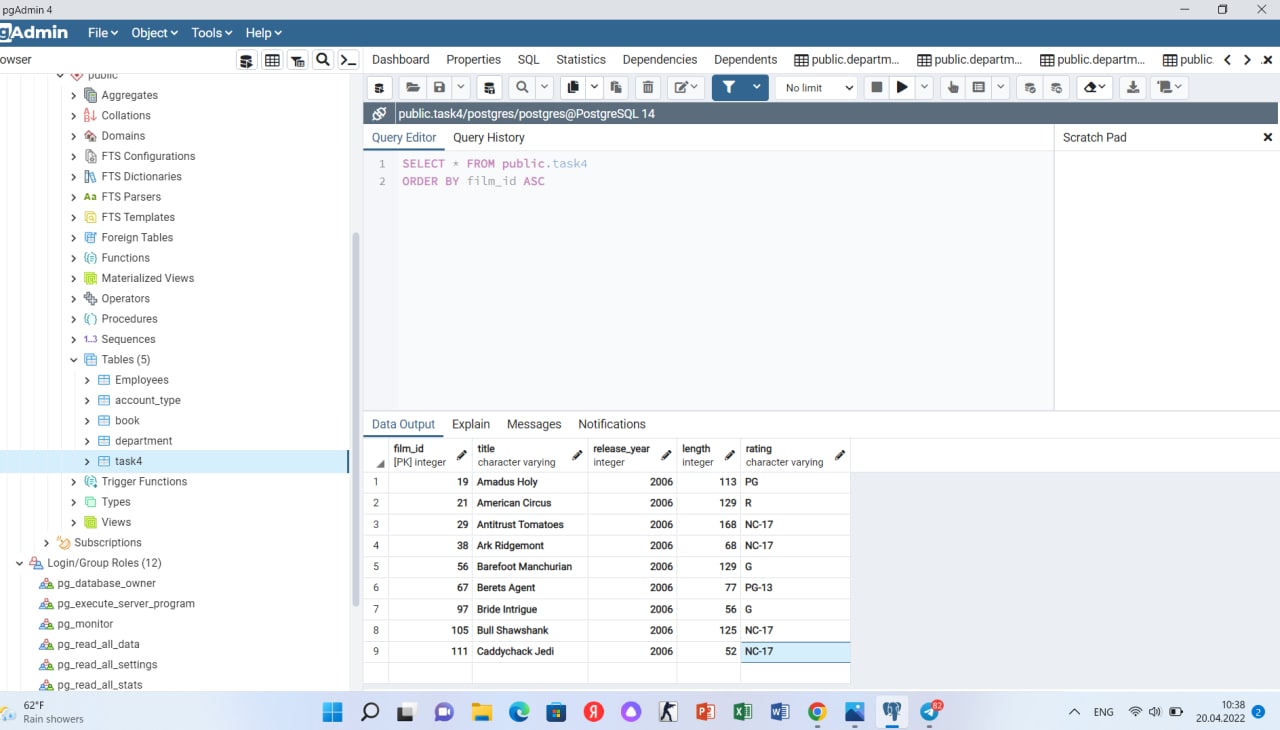 pgAdmin 4
gAdmin File Object Tools Help
owser
Dashboard Properties SQL Statistics Dependencies Dependents public.departm... public.departm... public.departm... public.
No limit
public.task4/postgres/postgres@PostgreSQL 14
Query Editor Query History
Scratch Pad
1 SELECT * FROM public.task4
2 ORDER BY film_id ASC
public
Aggregates
Collations
Domains
FTS Configurations
FTS Dictionaries
Aa FTS Parsers
FTS Templates
Foreign Tables
Functions
Materialized Views
Operators
Procedures
1..3 Sequences
Tables (5)
Employees
account_type
book
department
task4
Trigger Functions
Types
Views
Subscriptions
Login/Group Roles (12)
pg_database_owner
pg_execute_server_program
pg_monitor
pg_read_all_data
pg_read_all_settings
pg_read_all_stats
Data Output Explain Messages Notifications
film_id title release_year length rating
[PK] integer character varying integer integer character varying
1 19 Amadus Holy 2006 113 PG
2 21 American Circus 2006 129 R
3 29 Antitrust Tomatoes 2006 168 NC-17
4 38 Ark Ridgemont 2006 68 NC-17
5 56 Barefoot Manchurian 2006 129 G
6 67 Berets Agent 2006 77 PG-13
7 97 Bride Intrigue 2006 56 G
8 105 Bull Shawshank 2006 125 NC-17
9 111 Caddychack Jedi 2006 52 NC-17
62°F
Rain showers
Я
82
ENG
10:38
20.04.2022
2